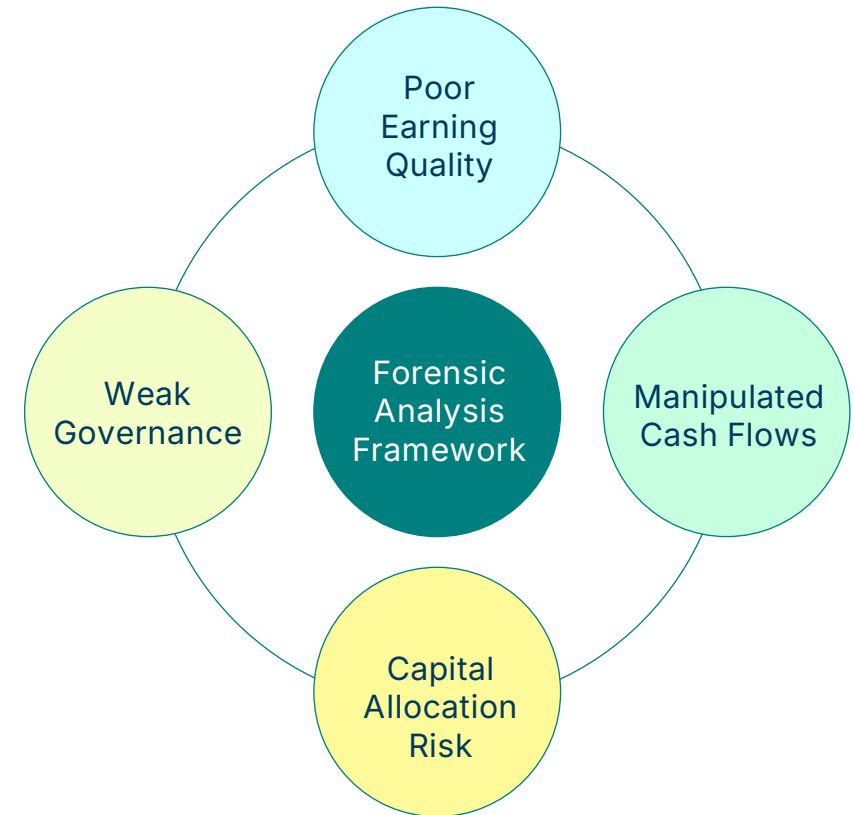 Poor
Earning
Quality
Weak
Governance
Forensic
Analysis
Framework
Manipulated
Cash Flows
Capital
Allocation
Risk